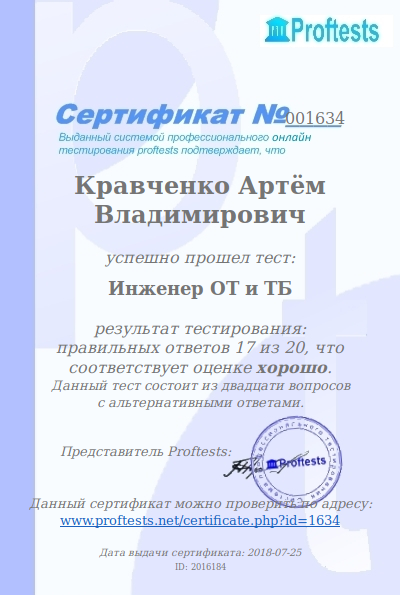 Proftests
Сертификат №001634
Выданный системой профессионального онлайн
тестирования proftests подтверждает, что
Кравченко Артём
Владимирович
успешно прошел тест:
Инженер ОТ и ТБ
результат тестирования:
правильных ответов 17 из 20, что
соответствует оценке хорошо.
Данный тест состоит из двадцати вопросов
с альтернативными ответами.
Представитель Proftests:
Proftests
Данный сертификат можно проверить по адресу:
www.proftests.net/certificate.php?id=1634
Дата выдачи сертификата: 2018-07-25
ID: 2016184